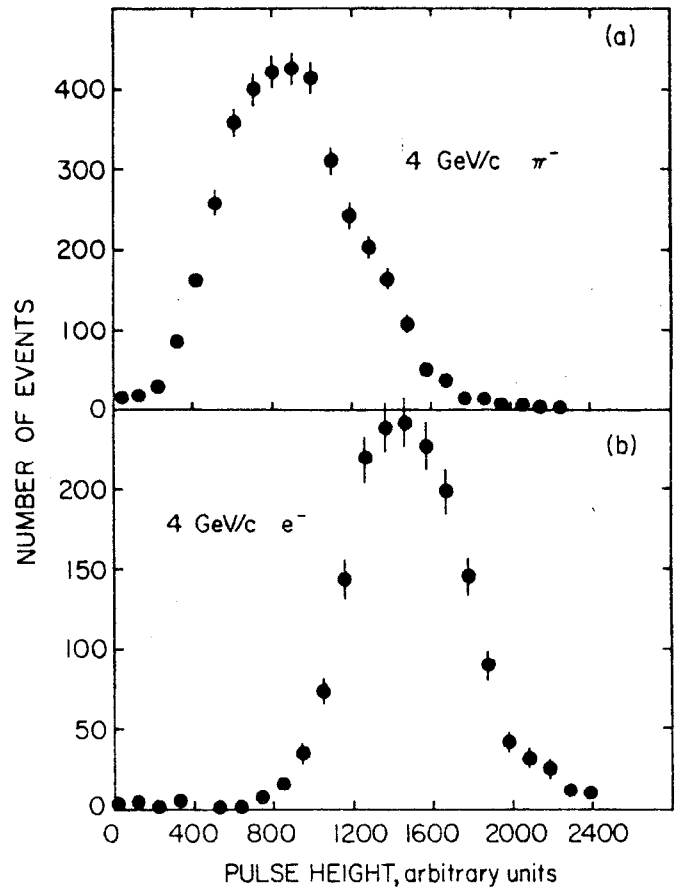 (a)
400
300
200
100
0
4 GeV/c π⁻
NUMBER OF EVENTS
(b)
200
150
100
50
0
4 GeV/c e⁻
0 400 800 1200 1600 2000 2400
PULSE HEIGHT, arbitrary units